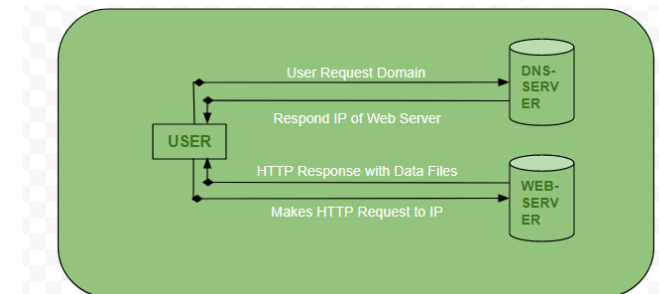 User Request Domain
DNS-
SERV
ER
Respond IP of Web Server
USER
HTTP Response with Data Files
WEB-
SERV
ER
Makes HTTP Request to IP